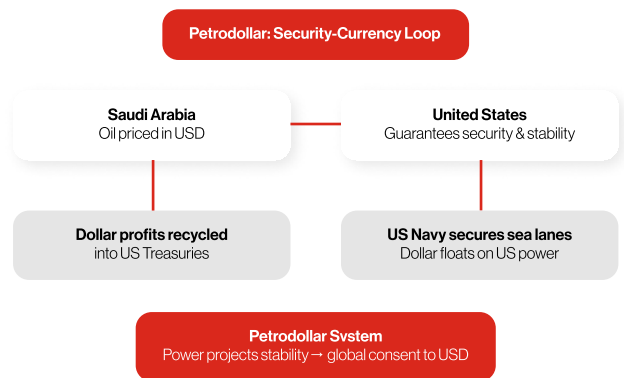 Petrodollar: Security-Currency Loop
Saudi Arabia
Oil priced in USD
United States
Guarantees security & stability
Dollar profits recycled
into US Treasuries
US Navy secures sea lanes
Dollar floats on US power
Petrodollar System
Power projects stability→ global consent to USD